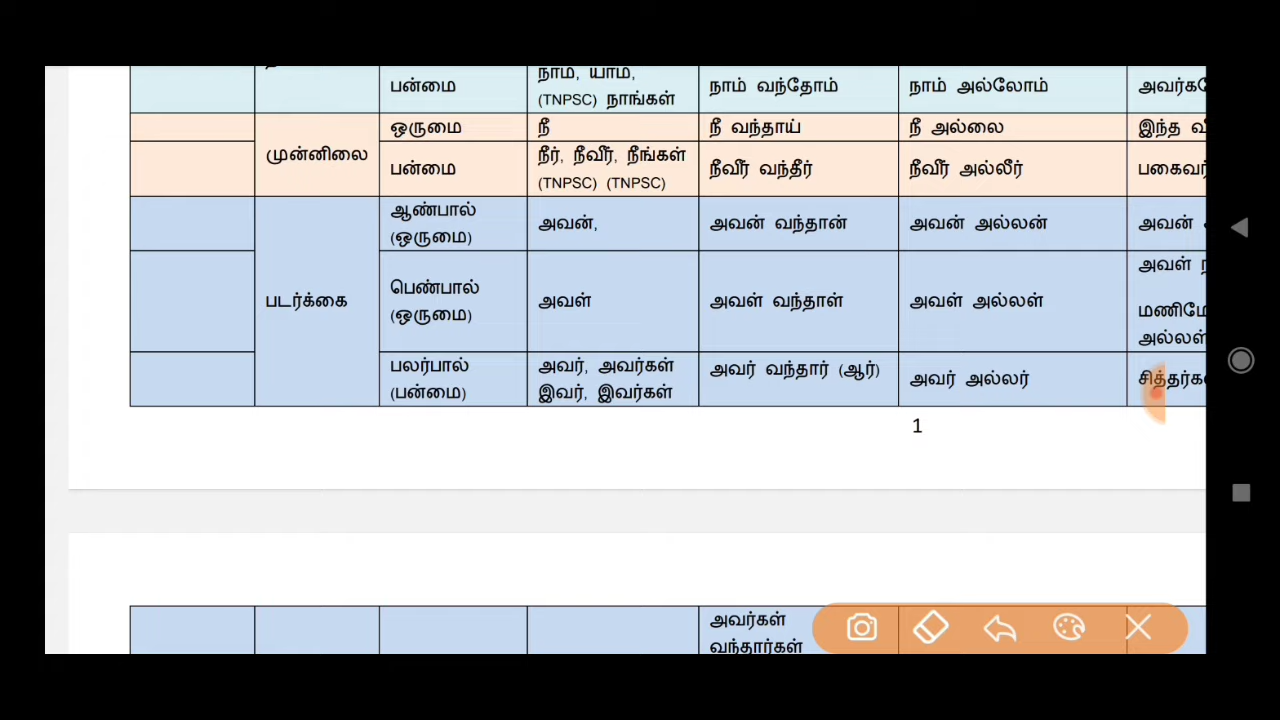 நாம், யாம்,
பன்மை
(TNPSC) நாங்கள்
நாம் வந்தோம்
நாம் அல்லோம்
முன்னிலை
ஒருமை
நீ
நீ வந்தாய்
நீ அல்லை
இந்த
பன்மை
நீர், நீவீர், நீங்கள்
(TNPSC) (TNPSC)
நீவீர் வந்தீர்
நீவீர் அல்லீர்
படர்க்கை
ஆண்பால்
(ஒருமை)
அவன்,
அவன் வந்தான்
அவன் அல்லன்
அவன்
பெண்பால்
(ஒருமை)
அவள்
அவள் வந்தாள்
அவள் அல்லள்
அவள்
அல்லள்
பலர்பால்
(பன்மை)
அவர், அவர்கள்
இவர், இவர்கள்
அவர் வந்தார் (ஆர்)
அவர் அல்லர்
1
அவர்கள்
வந்தார்கள்